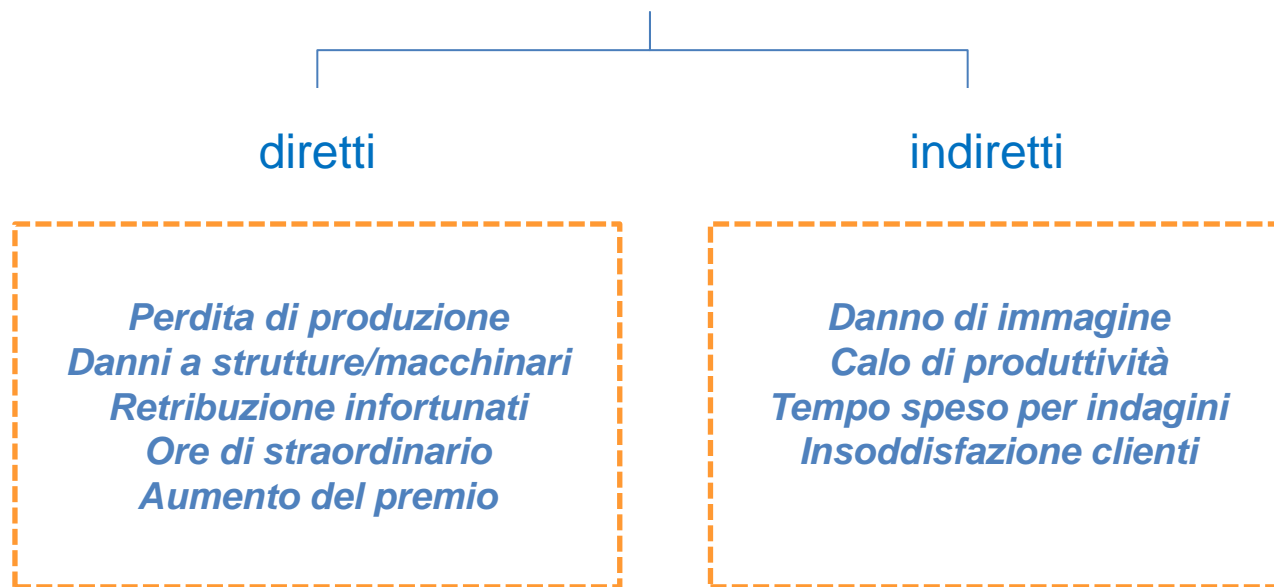 diretti
indiretti
Perdita di produzione
Danni a strutture/macchinari
Retribuzione infortunati
Ore di straordinario
Aumento del premio
Danno di immagine
Calo di produttività
Tempo speso per indagini
Insoddisfazione clienti